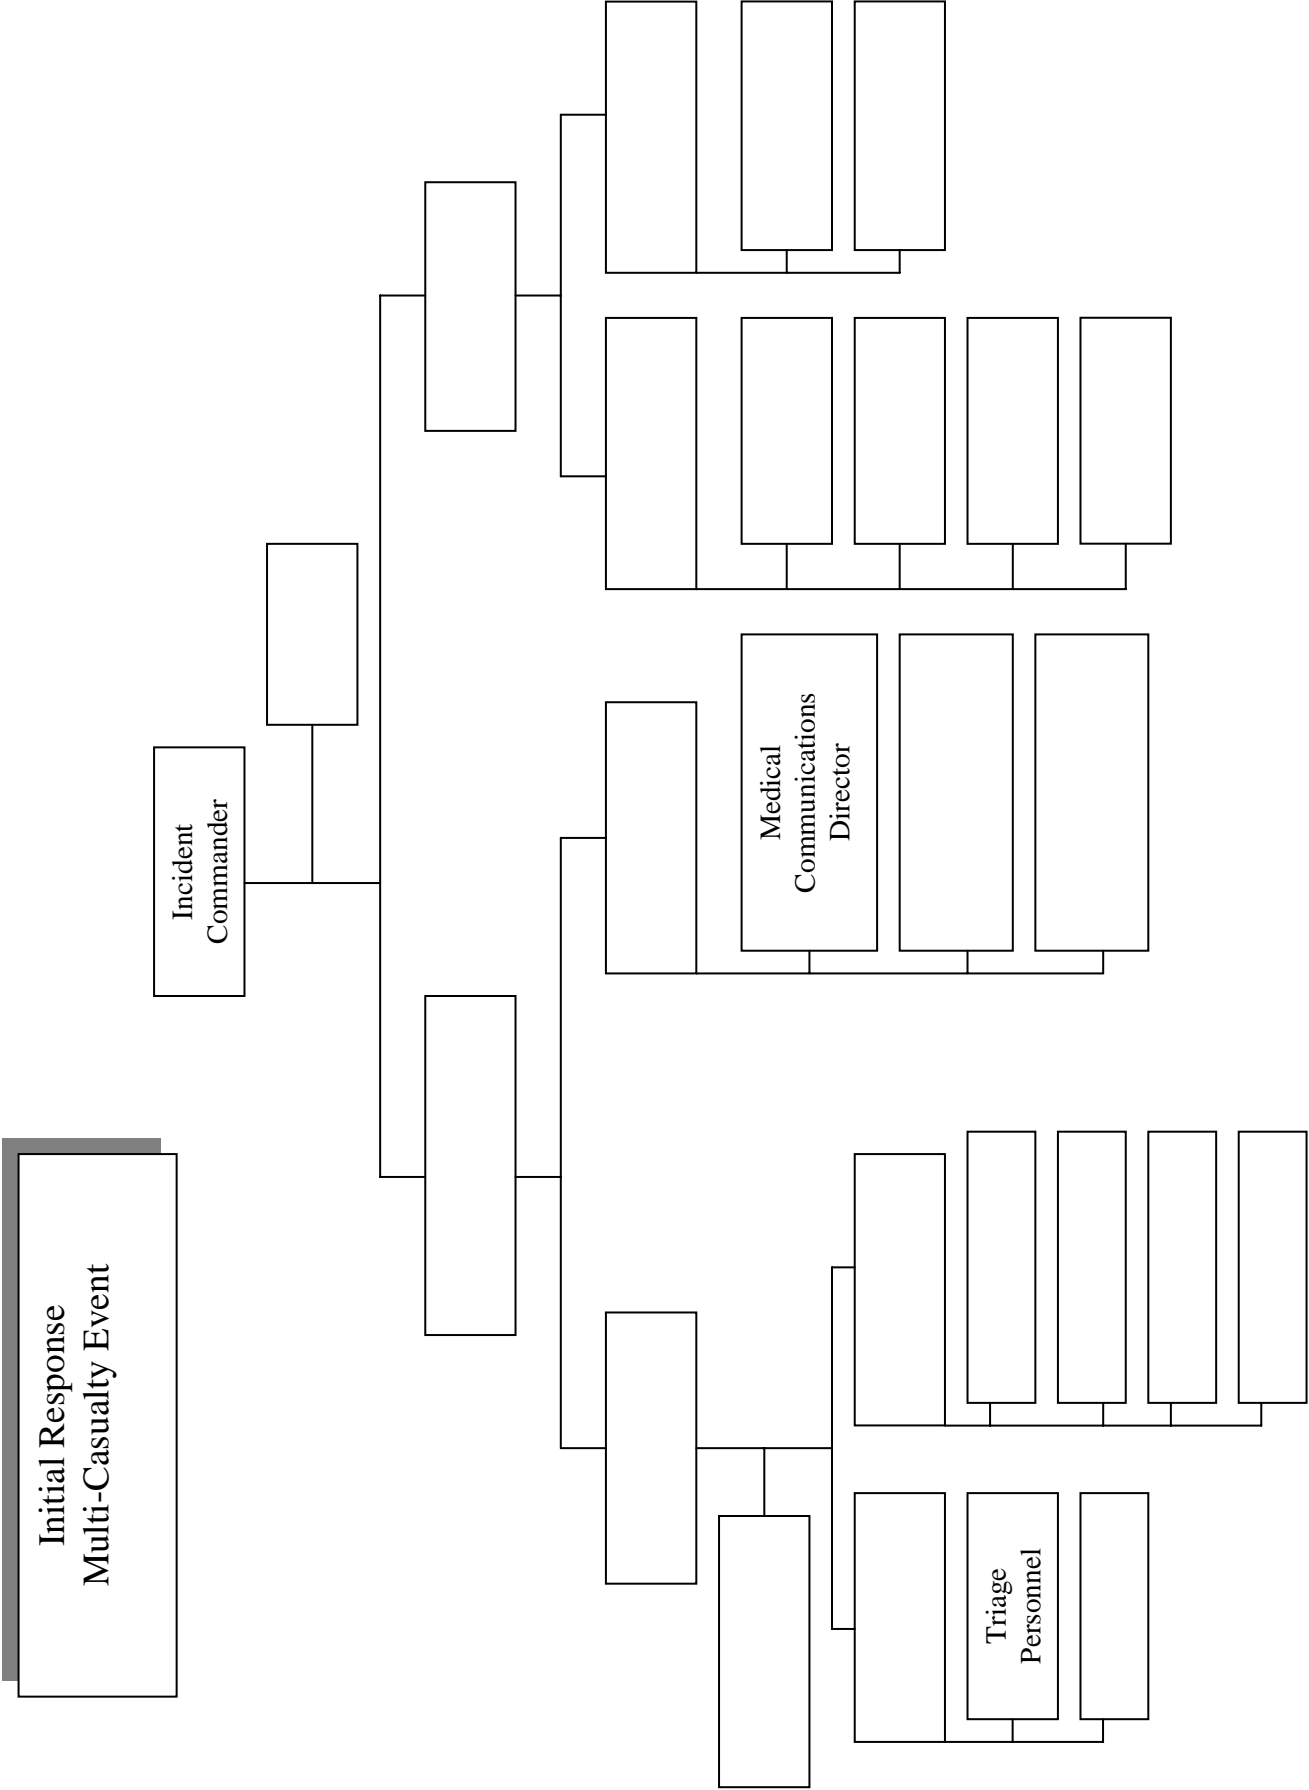 Initial Response
Multi-Casualty Event
Incident
Commander
Medical
Communications
Director
Triage
Personnel